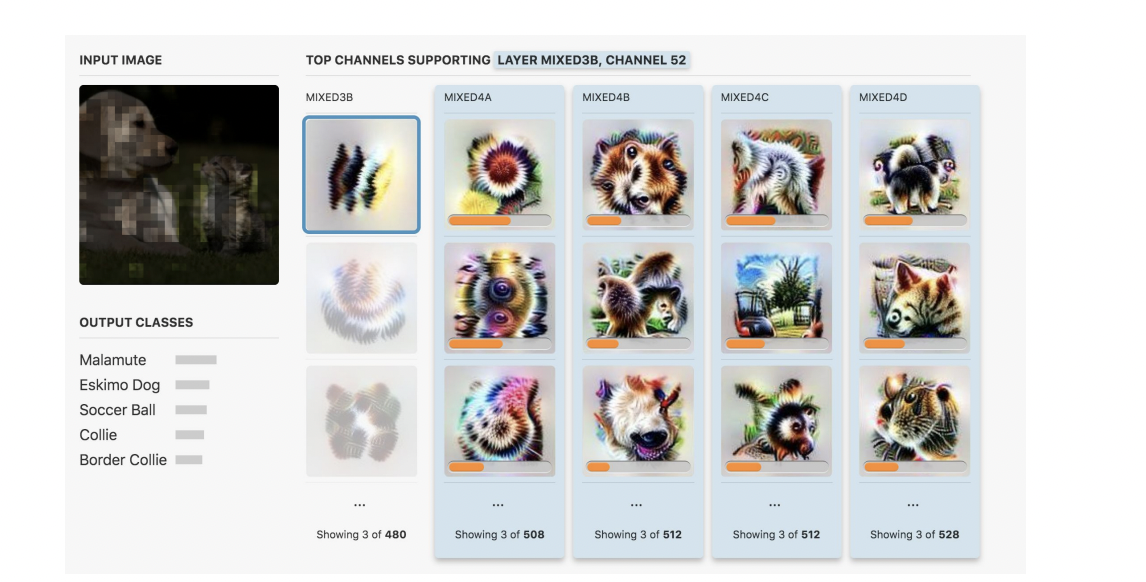 INPUT IMAGE
TOP CHANNELS SUPPORTING LAYER MIXED3B, CHANNEL 52
MIXED3B
MIXED4A
MIXED4B
MIXED4C
MIXED4D
OUTPUT CLASSES
Malamute
Eskimo Dog
Soccer Ball
Collie
Border Collie
...
...
...
...
...
Showing 3 of 480
Showing 3 of 508
Showing 3 of 512
Showing 3 of 512
Showing 3 of 528